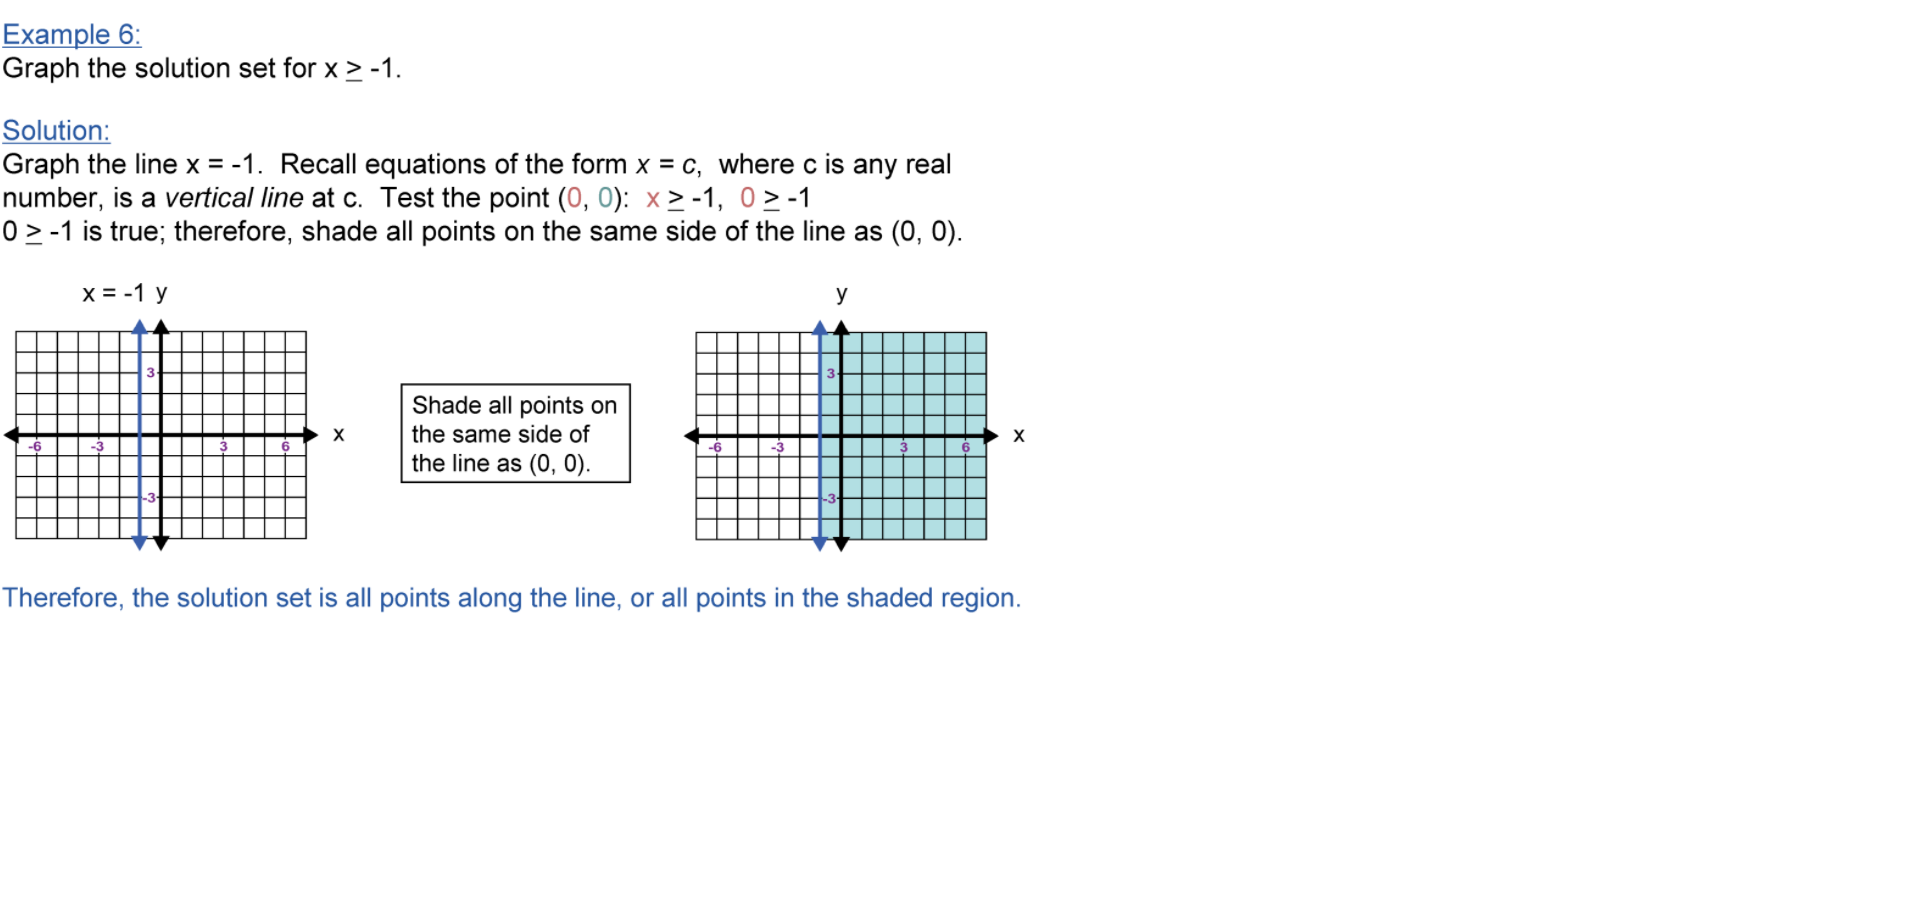 Example 6:
Graph the solution set for x ≥ -1.
Solution:
Graph the line x = -1. Recall equations of the form x = c, where c is any real
number, is a vertical line at c. Test the point (0, 0): x ≥ -1, 0 ≥ -1
0 ≥ -1 is true; therefore, shade all points on the same side of the line as (0, 0).
x = -1 y
3
-6 -3 3 6 x
-3
Shade all points on
the same side of
the line as (0, 0).
y
3
-6 -3 3 6 x
-3
Therefore, the solution set is all points along the line, or all points in the shaded region.